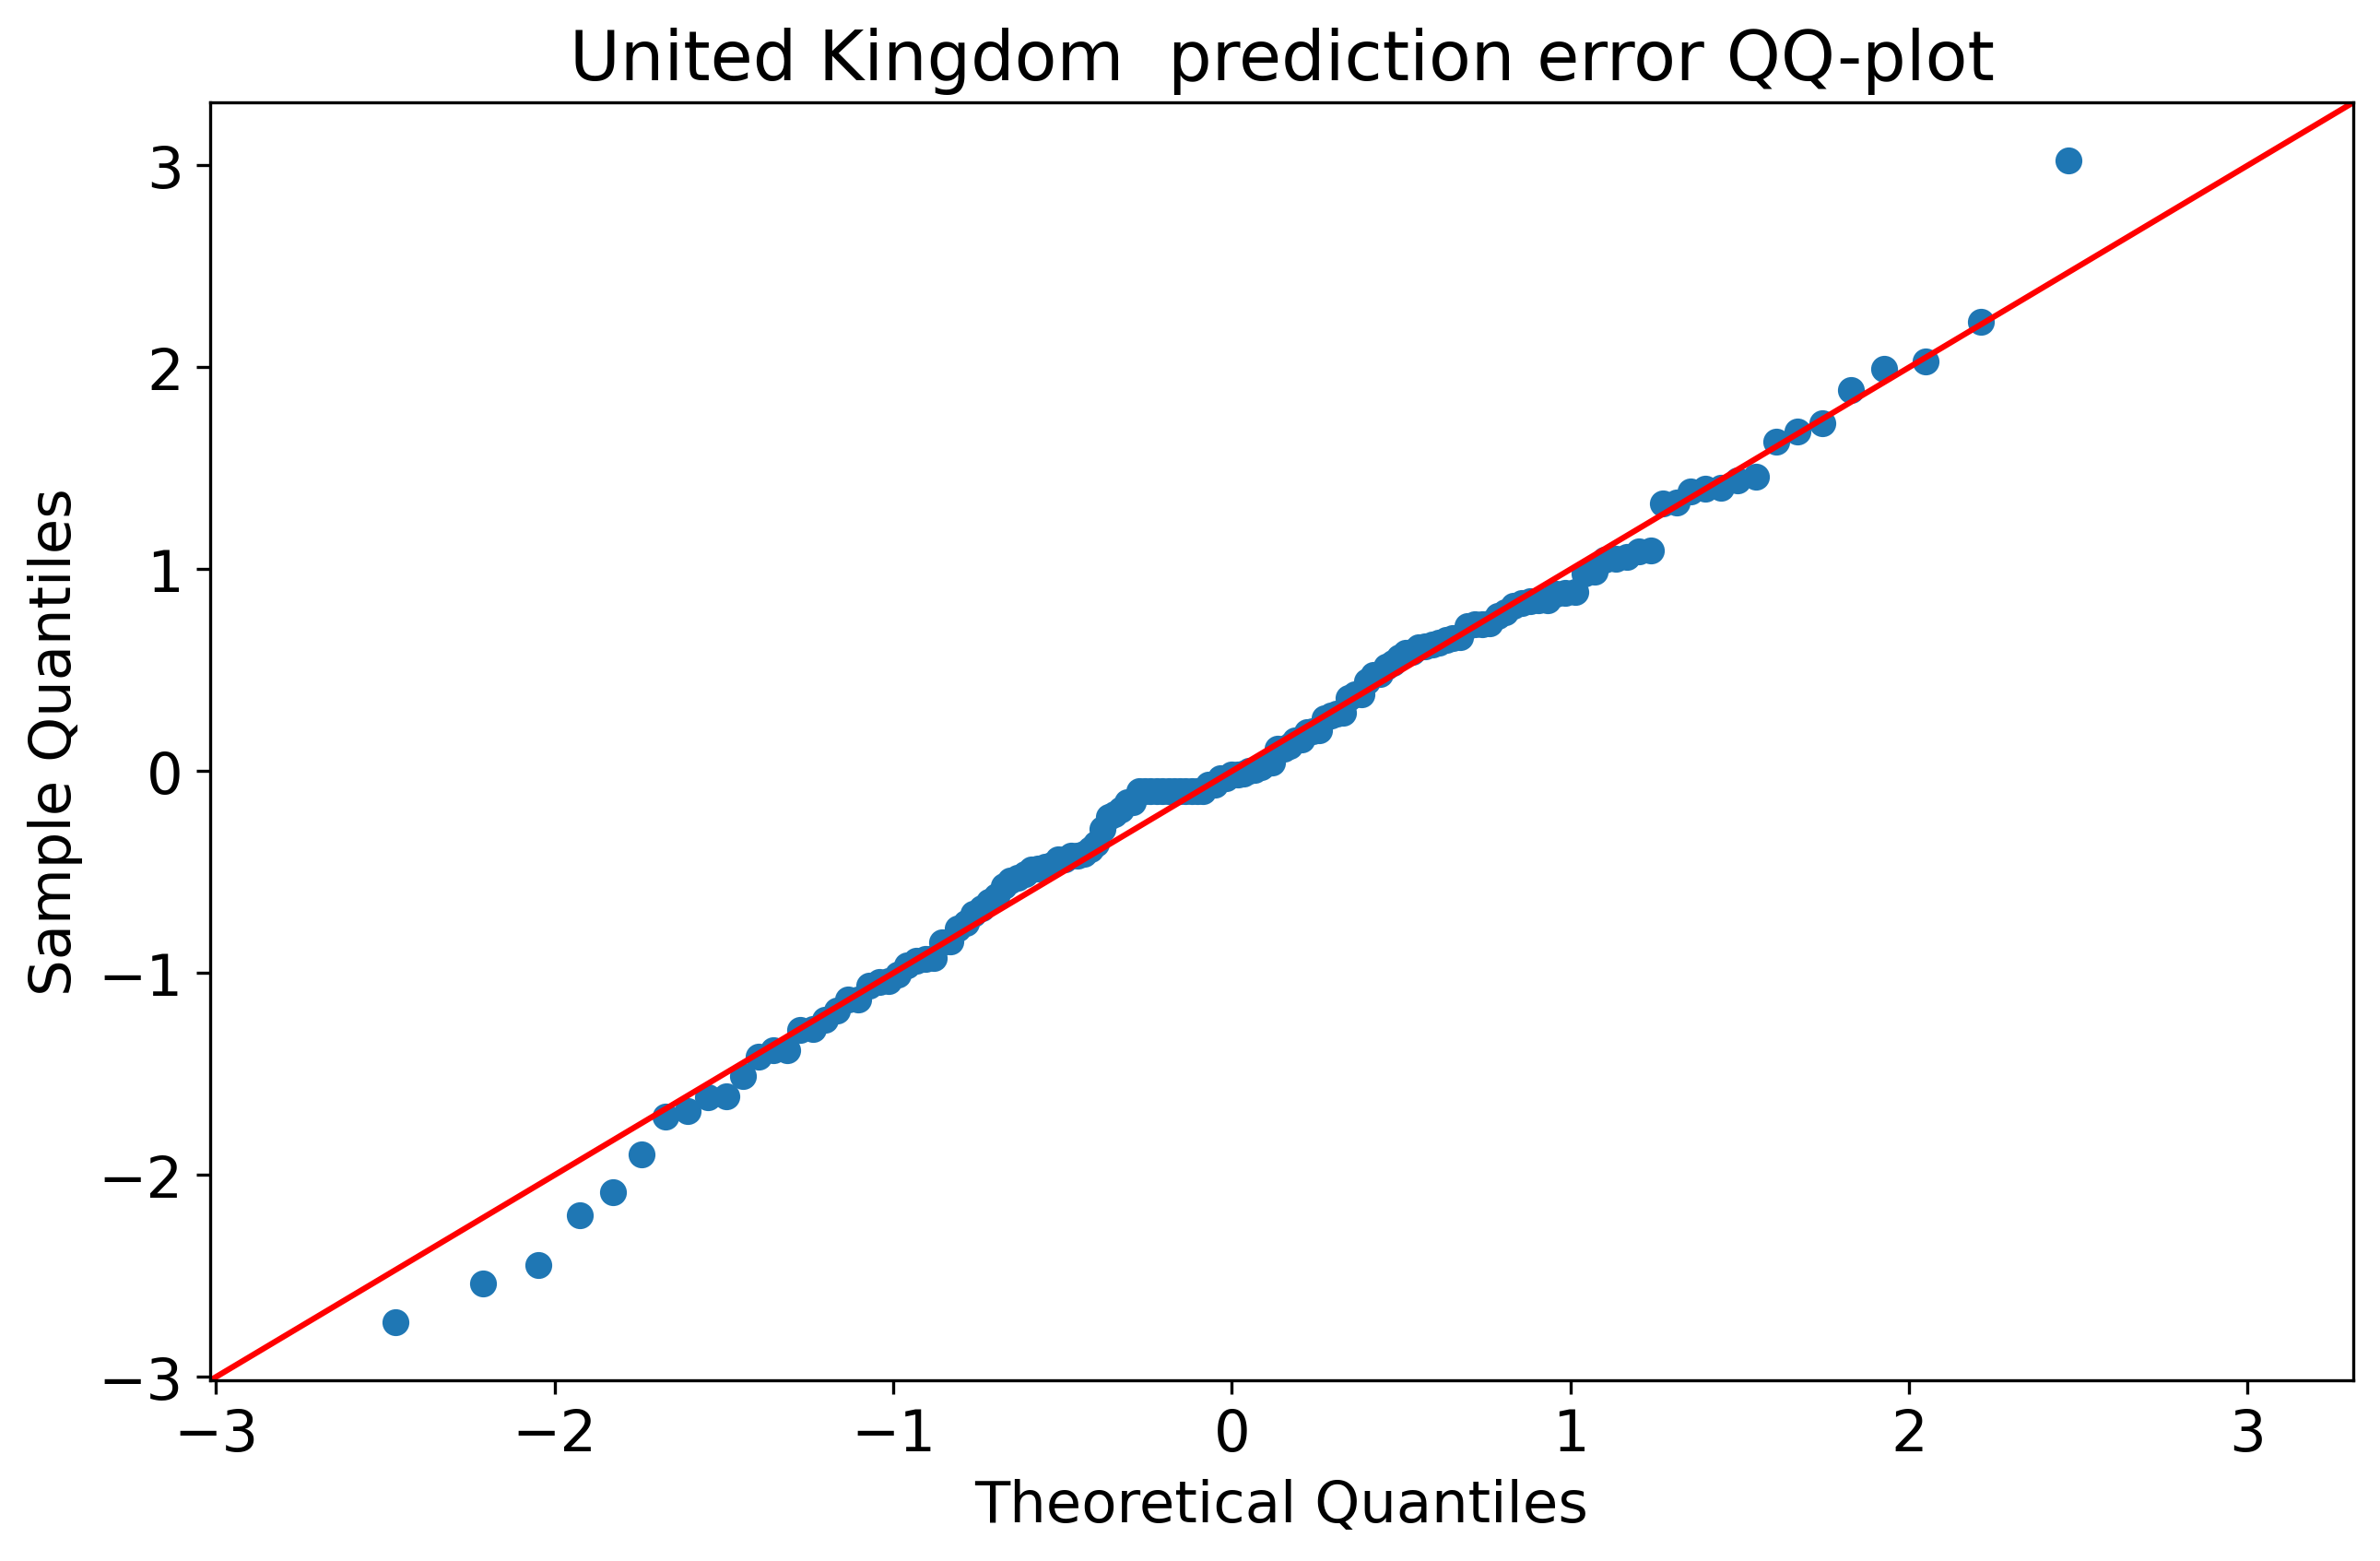 United Kingdom  prediction error QQ-plot
3
2
1
0
−1
−2
−3
Sample Quantiles
−3 −2 −1 0 1 2 3
Theoretical Quantiles